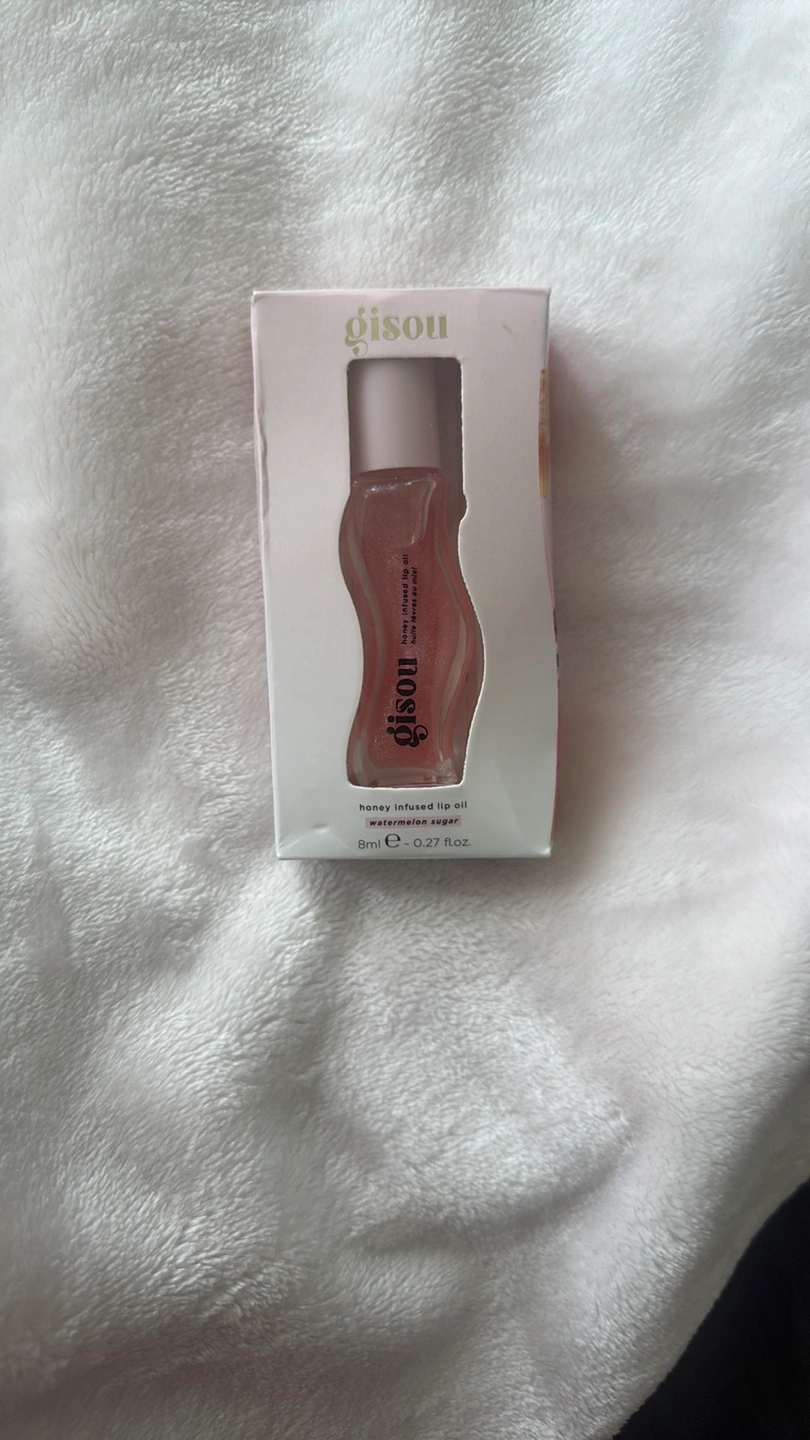 gisou
gisou
honey infused lip oil
huile lèvres au miel
honey infused lip oil
watermelon sugar
8ml ℮ - 0.27 fl.oz.